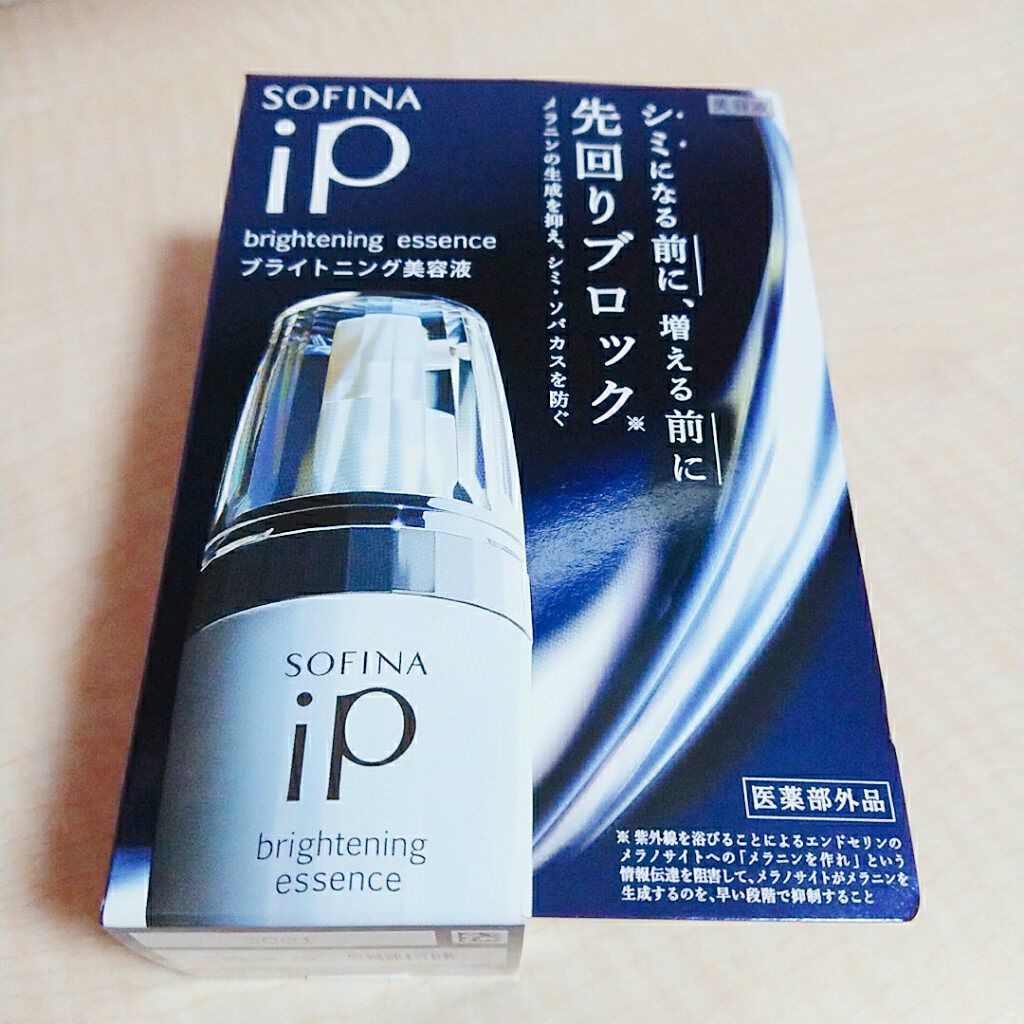 SOFINA
iP
brightening essence
ブライトニング美容液
美容液
シミになる前に、増える前に
先回りブロック※
メラニンの生成を抑え、シミ・ソバカスを防ぐ
SOFINA
iP
brightening
essence
医薬部外品
※ 紫外線を浴びることによるエンドセリンの
メラノサイトへの「メラニンを作れ」という
情報伝達を阻害して、メラノサイトがメラニンを
生成するのを、早い段階で抑制すること